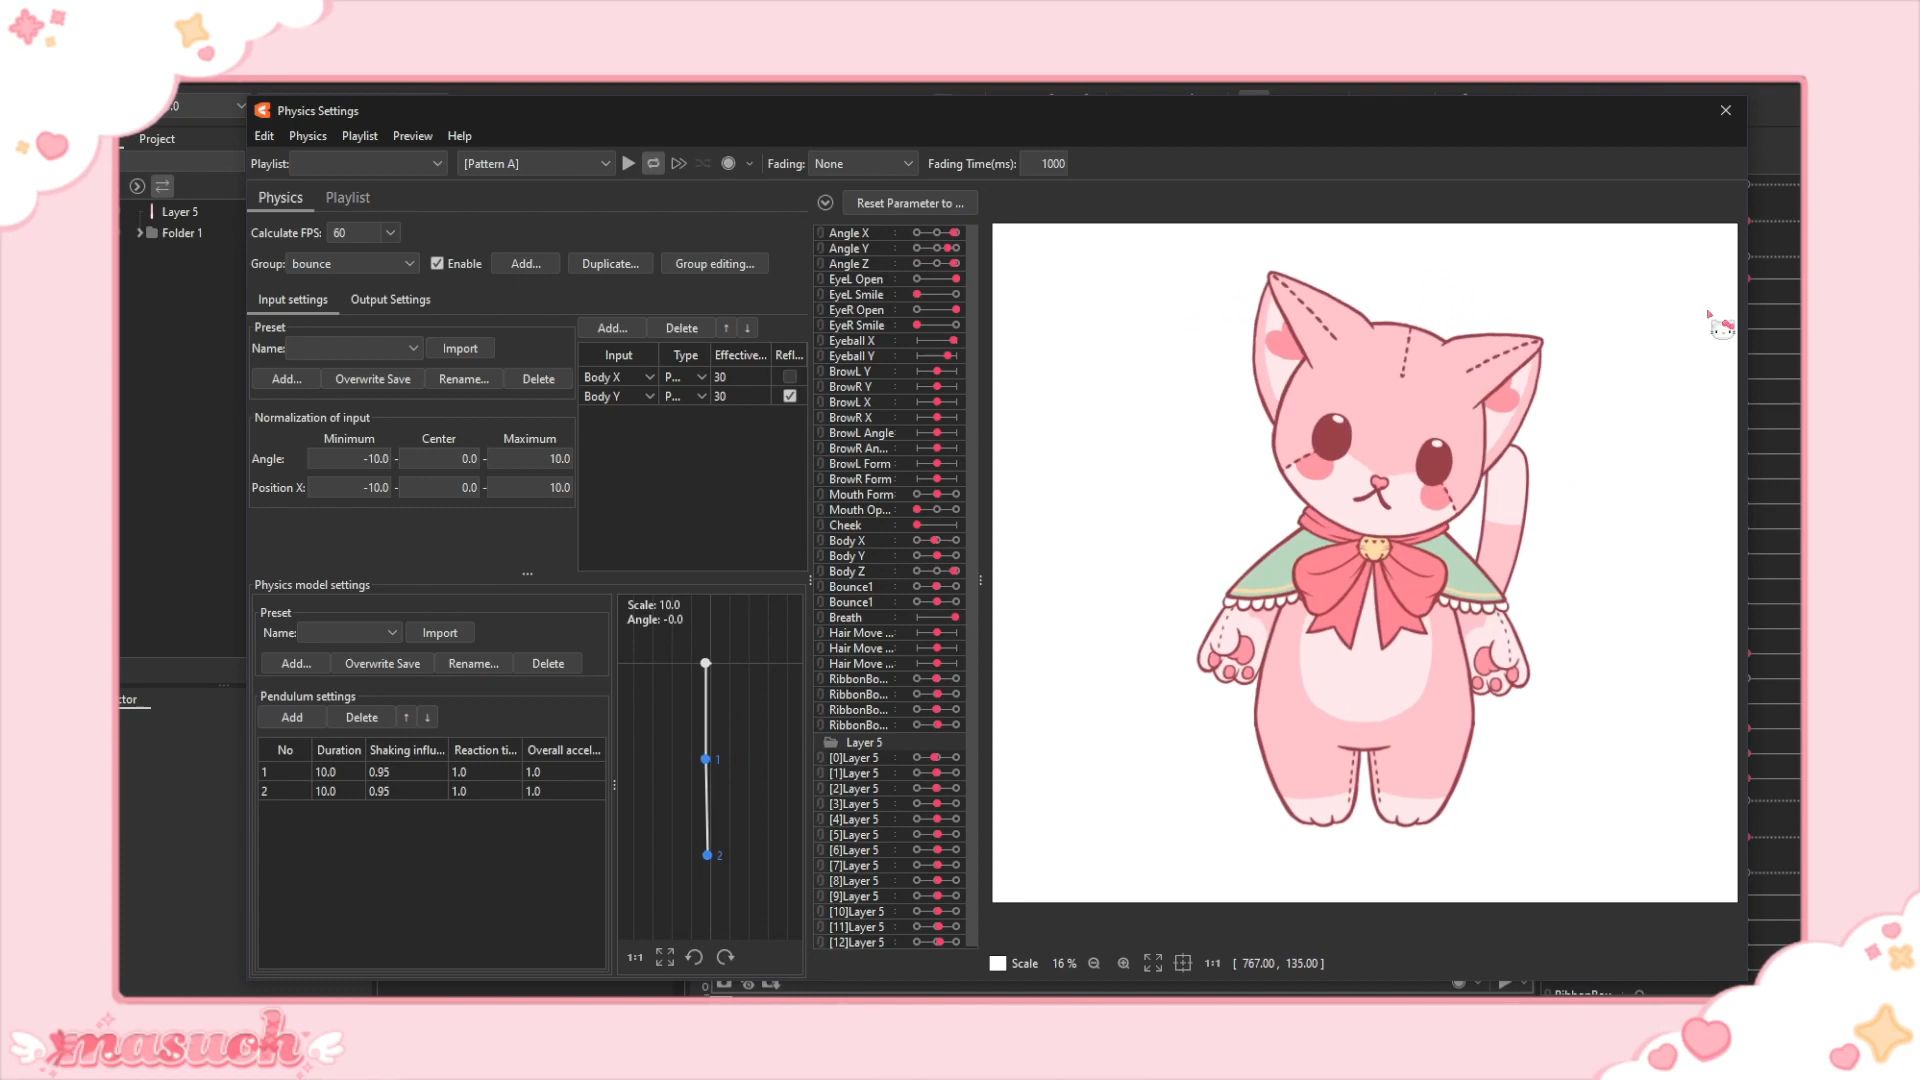 .0
Physics Settings
Project
Edit Physics Playlist Preview Help
Playlist: [Pattern A] Fading: None Fading Time(ms): 1000
Physics Playlist
Reset Parameter to ...
Layer 5
Folder 1
Calculate FPS: 60
Group: bounce Enable Add... Duplicate... Group editing...
Input settings Output Settings
Preset
Name: Import
Add... Overwrite Save Rename... Delete
Normalization of input
Minimum Center Maximum
Angle: -10.0 - 0.0 - 10.0
Position X: -10.0 - 0.0 - 10.0
Add... Delete ↑ ↓
Input Type Effective... Refl...
Body X P... 30
Body Y P... 30
...
Physics model settings
Preset
Name: Import
Add... Overwrite Save Rename... Delete
Pendulum settings
Add Delete ↑ ↓
No Duration Shaking influ... Reaction ti... Overall accel...
1 10.0 0.95 1.0 1.0
2 10.0 0.95 1.0 1.0
Scale: 10.0
Angle: -0.0
1
2
1:1
Angle X :
Angle Y :
Angle Z :
EyeL Open :
EyeL Smile :
EyeR Open :
EyeR Smile :
Eyeball X :
Eyeball Y :
BrowL Y :
BrowR Y :
BrowL X :
BrowR X :
BrowL Angle:
BrowR An... :
BrowL Form :
BrowR Form :
Mouth Form:
Mouth Op... :
Cheek :
Body X :
Body Y :
Body Z :
Bounce1 :
Bounce1 :
Breath :
Hair Move ... :
Hair Move ... :
Hair Move ... :
RibbonBo... :
RibbonBo... :
RibbonBo... :
RibbonBo... :
Layer 5
[0]Layer 5 :
[1]Layer 5 :
[2]Layer 5 :
[3]Layer 5 :
[4]Layer 5 :
[5]Layer 5 :
[6]Layer 5 :
[7]Layer 5 :
[8]Layer 5 :
[9]Layer 5 :
[10]Layer 5 :
[11]Layer 5 :
[12]Layer 5 :
Scale 16 % 1:1 [ 767.00, 135.00 ]
ctor
0
masuoh